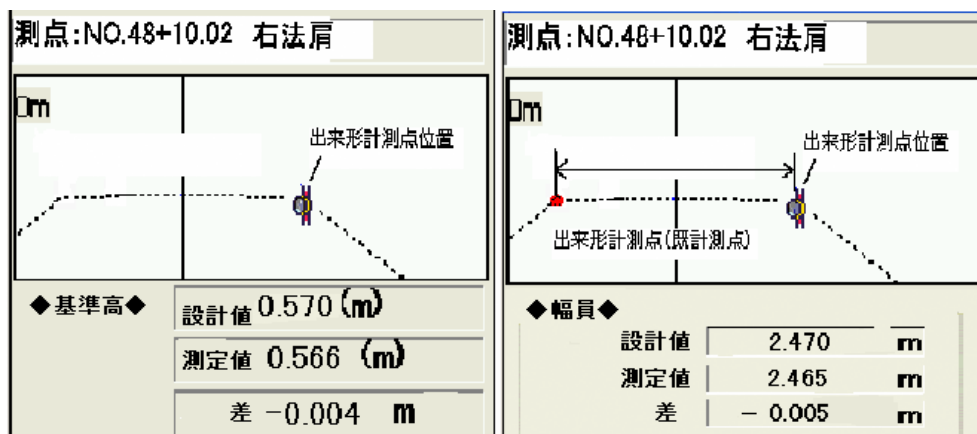 測点:NO.48+10.02 右法肩
0m
出来形計測点位置
◆基準高◆
設計値 0.570 (m)
測定値 0.566 (m)
差 -0.004 m
測点:NO.48+10.02 右法肩
0m
出来形計測点位置
出来形計測点(既計測点)
◆幅員◆
設計値 2.470 m
測定値 2.465 m
差 - 0.005 m